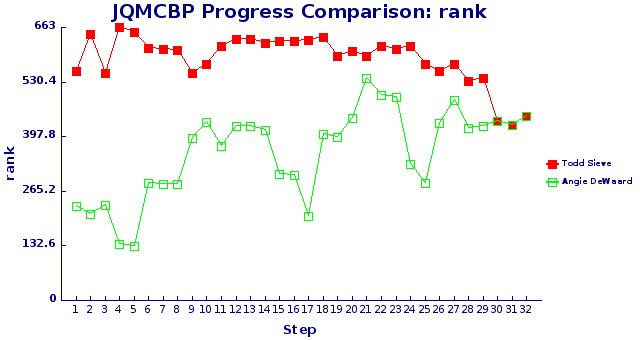 JQMCBP Progress Comparison: rank
663
530.4
397.8
265.2
132.6
0
rank
1 2 3 4 5 6 7 8 9 10 11 12 13 14 15 16 17 18 19 20 21 22 23 24 25 26 27 28 29 30 31 32
Step
Todd Sieve
Angie DeWaard